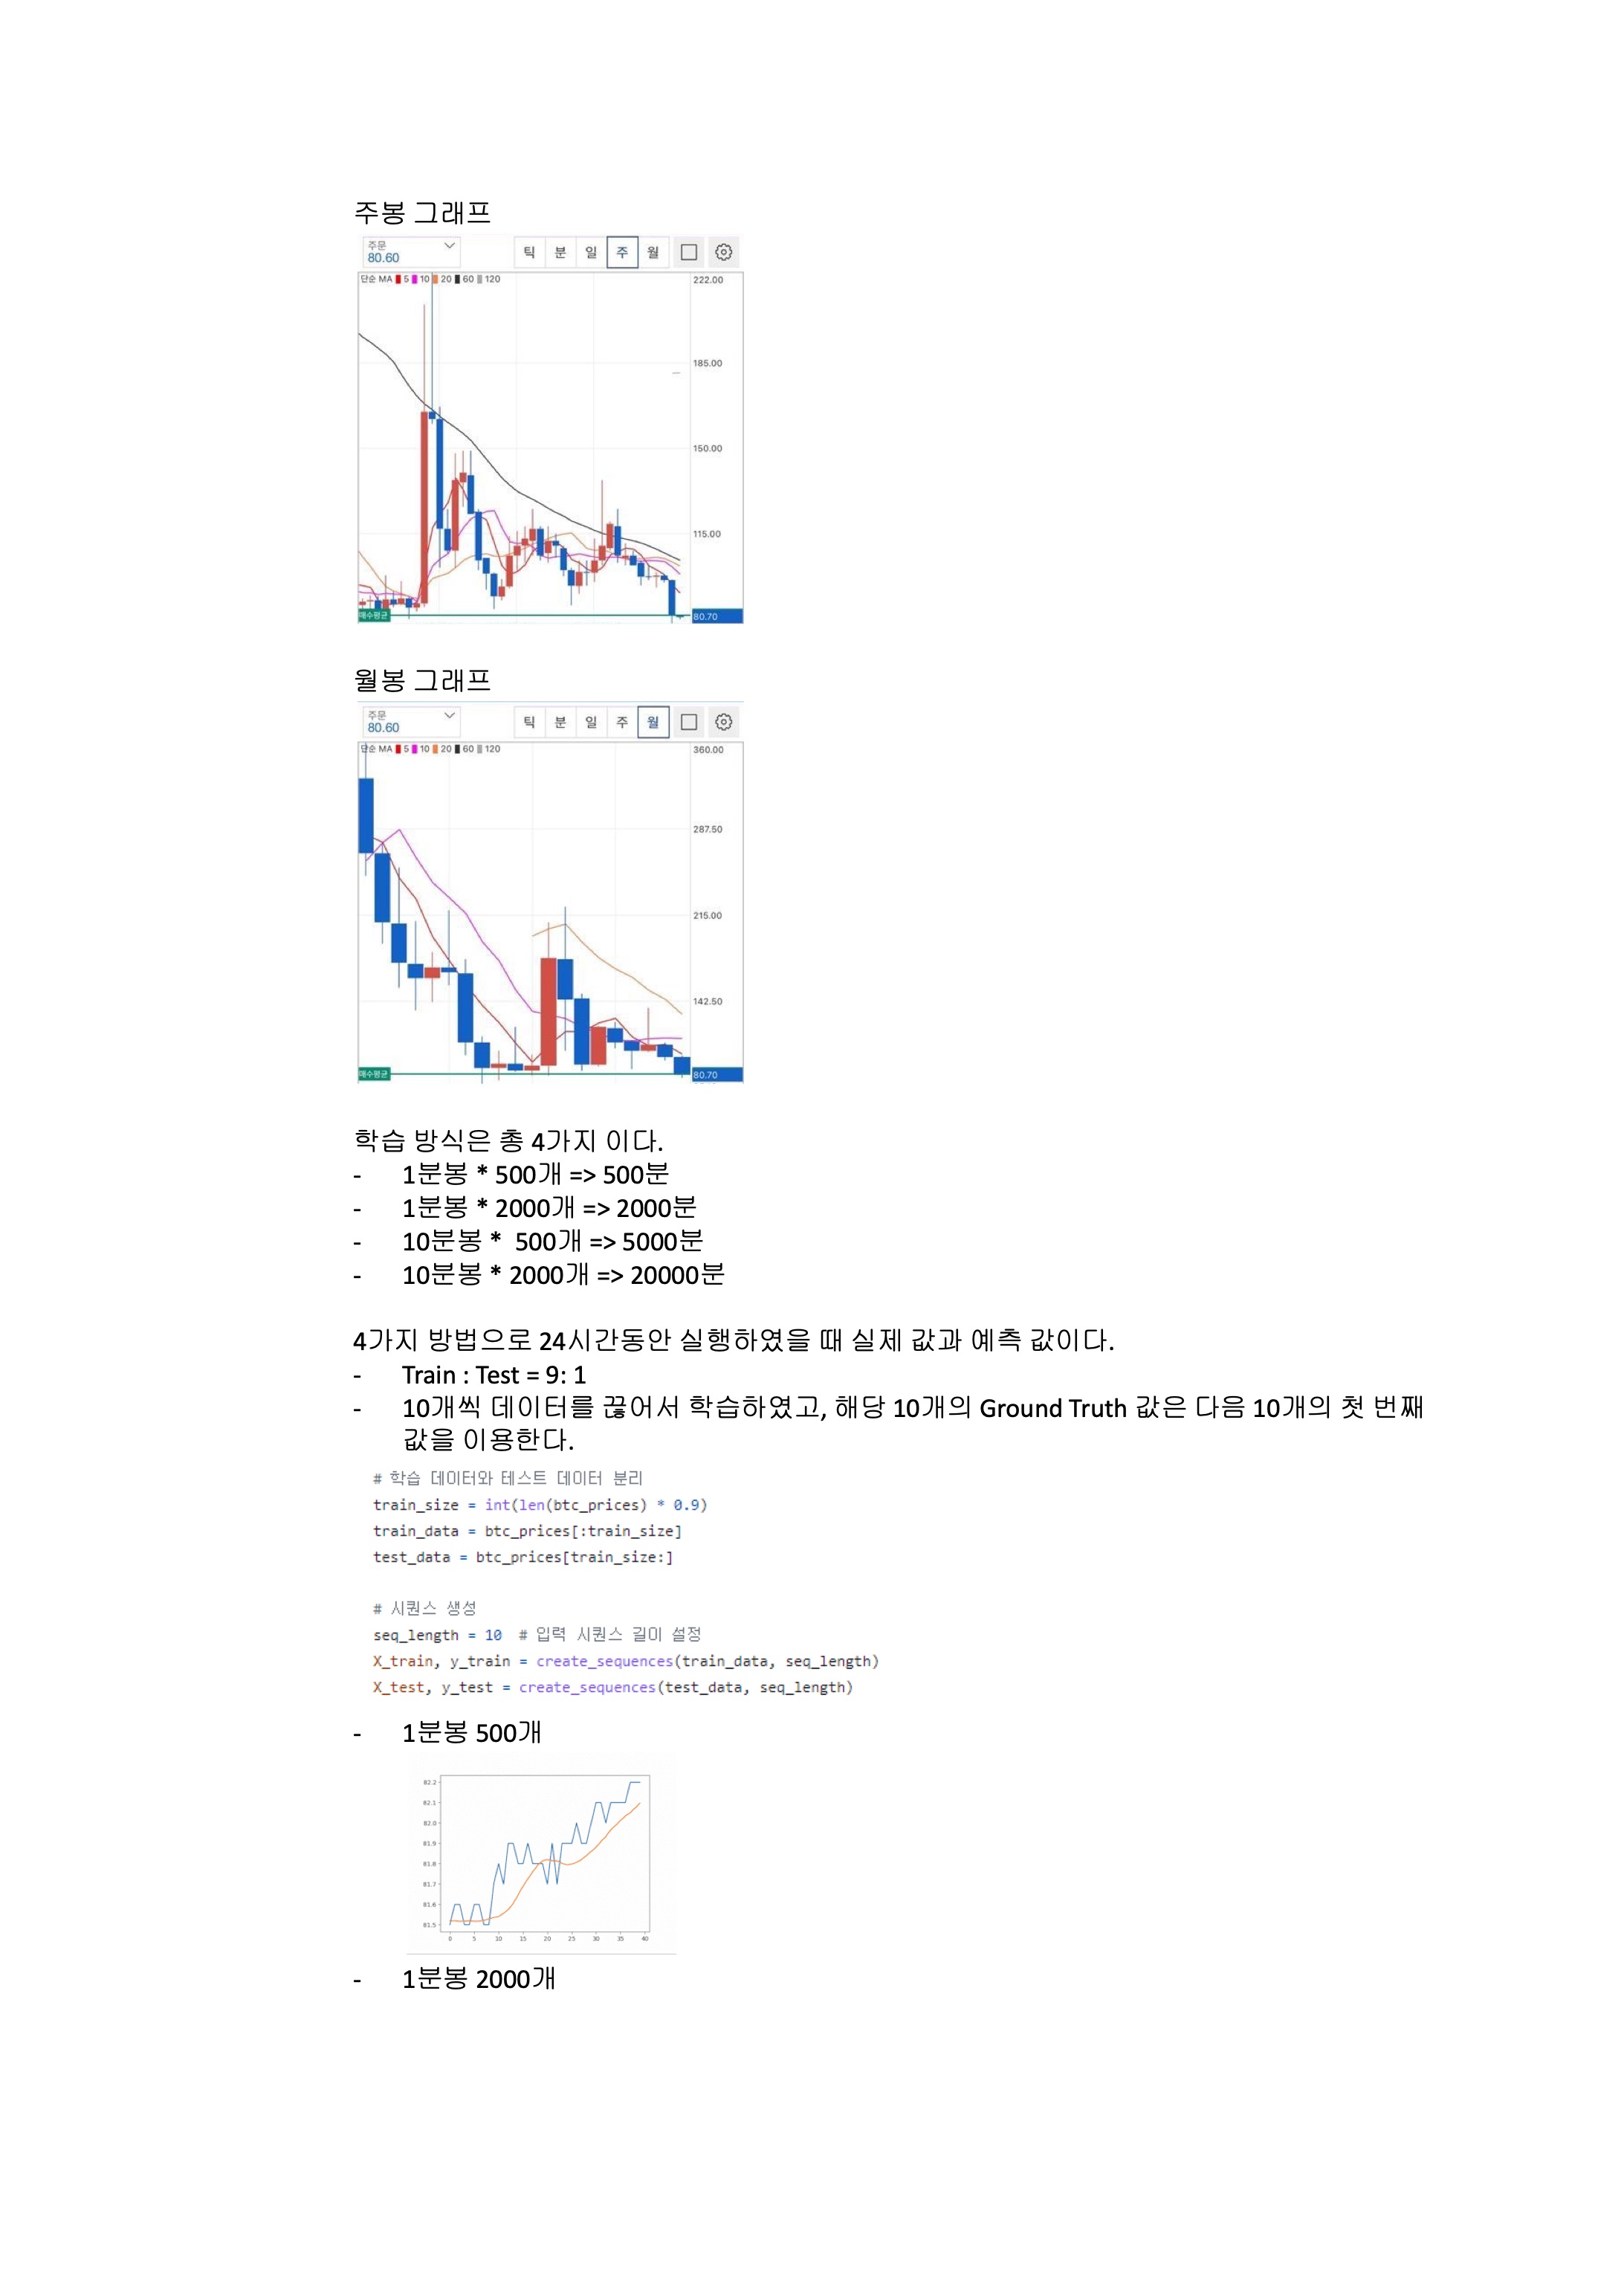 주봉 그래프
주문
80.60
틱 분 일 주 월
단순 MA 5 10 20 60 120
222.00
185.00
150.00
115.00
매수평균
80.70
월봉 그래프
주문
80.60
틱 분 일 주 월
단순 MA 5 10 20 60 120
360.00
287.50
215.00
142.50
매수평균
80.70
학습 방식은 총 4가지 이다.
- 1분봉 * 500개 => 500분
- 1분봉 * 2000개 => 2000분
- 10분봉 * 500개 => 5000분
- 10분봉 * 2000개 => 20000분
4가지 방법으로 24시간동안 실행하였을 때 실제 값과 예측 값이다.
- Train : Test = 9: 1
- 10개씩 데이터를 끊어서 학습하였고, 해당 10개의 Ground Truth 값은 다음 10개의 첫 번째
값을 이용한다.
# 학습 데이터와 테스트 데이터 분리
train_size = int(len(btc_prices) * 0.9)
train_data = btc_prices[:train_size]
test_data = btc_prices[train_size:]
# 시퀀스 생성
seq_length = 10 # 입력 시퀀스 길이 설정
X_train, y_train = create_sequences(train_data, seq_length)
X_test, y_test = create_sequences(test_data, seq_length)
- 1분봉 500개
82.2
82.1
82.0
81.9
81.8
81.7
81.6
81.5
0 5 10 15 20 25 30 35 40
- 1분봉 2000개